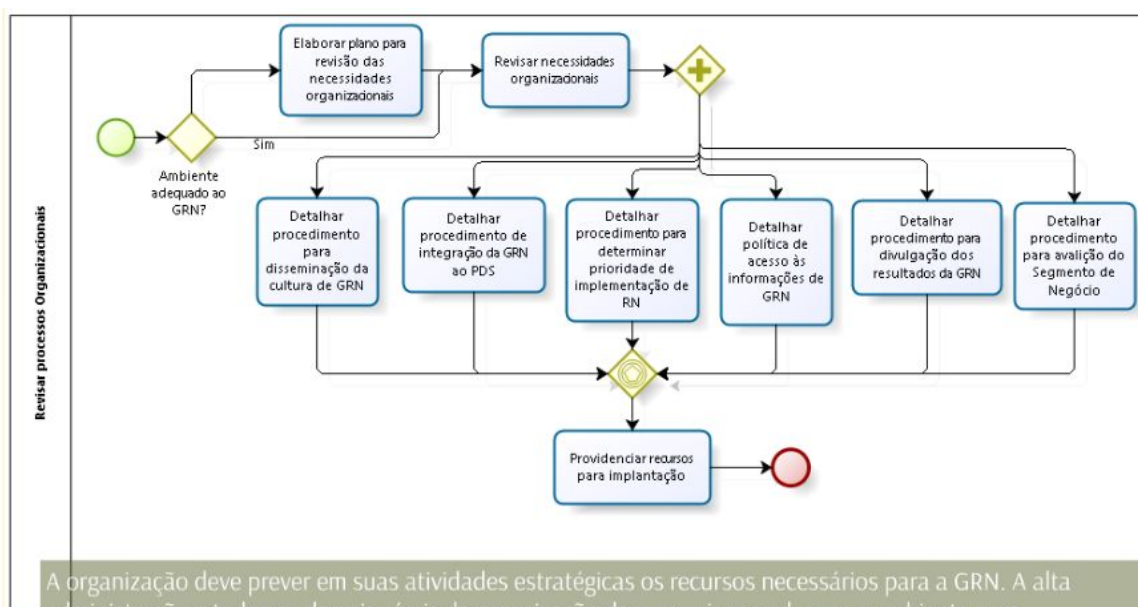 Elaborar plano para
revisão das
necessidades
organizacionais
Revisar necessidades
organizacionais
Sim
Ambiente
adequado ao
GRN?
Revisar processos Organizacionais
Detalhar
procedimento
para
disseminação da
cultura de GRN
Detalhar
procedimento de
integração da GRN
ao PDS
Detalhar
procedimento para
determinar
prioridade de
implementação de
RN
Detalhar
política de
acesso às
informações de
GRN
Detalhar
procedimento para
divulgação dos
resultados da GRN
Detalhar
procedimento
para avalição do
Segmento de
Negócio
Providenciar recursos
para implantação
A organização deve prever em suas atividades estratégicas os recursos necessários para a GRN. A alta